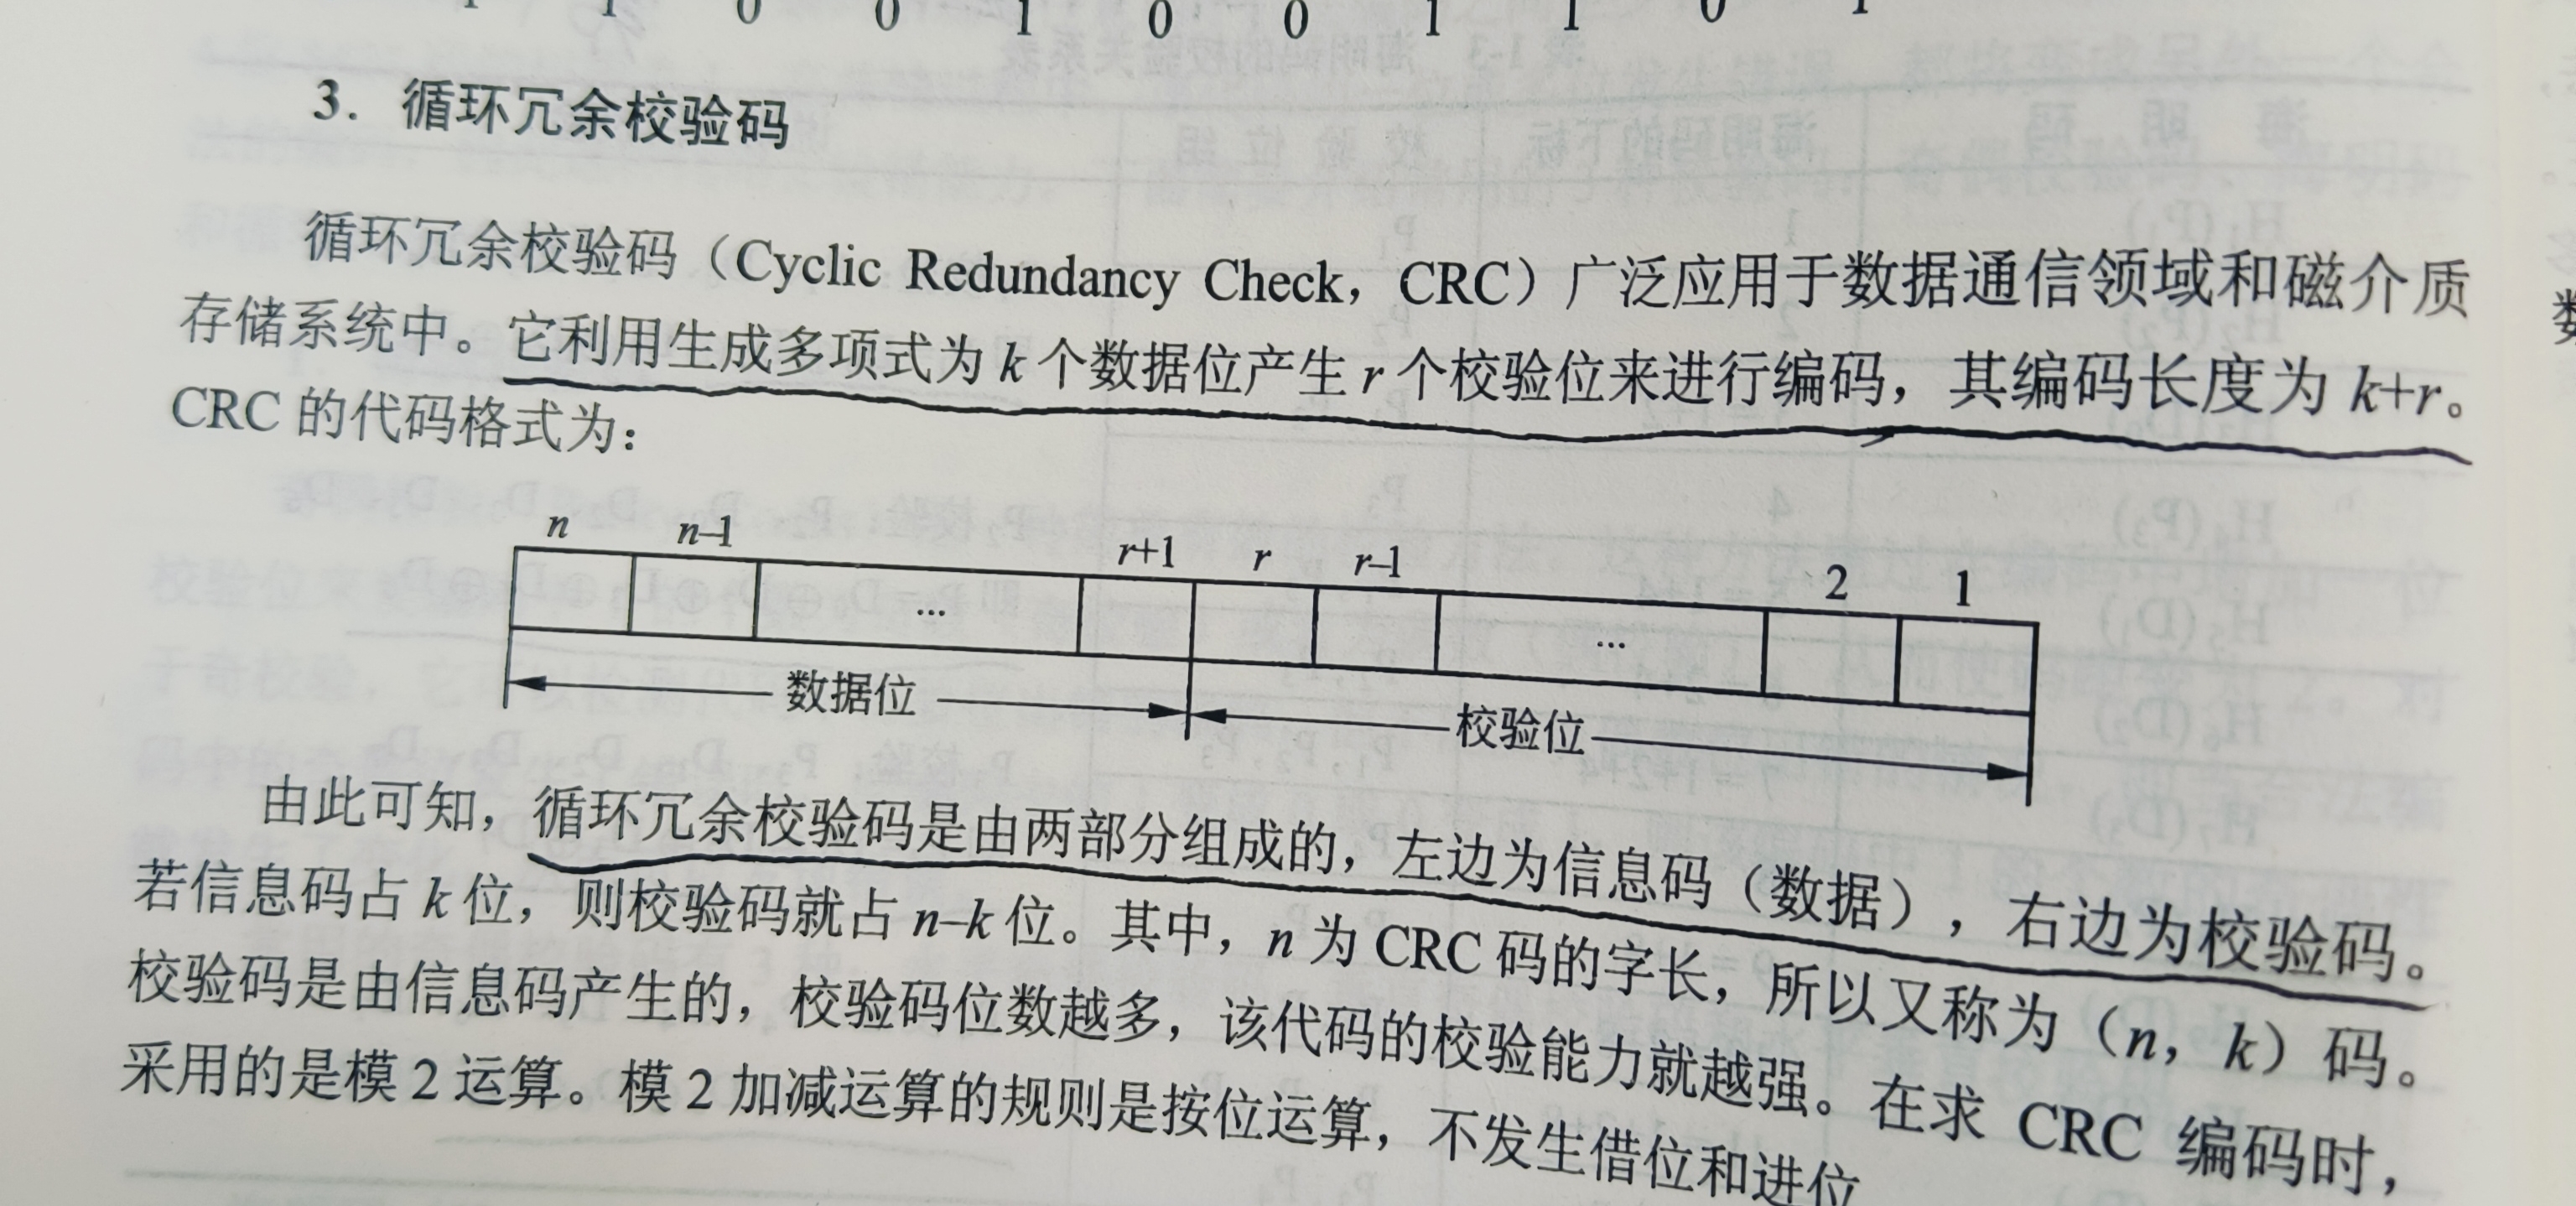 1 0 0 1 0 0 1 1 0 1
3. 循环冗余校验码
循环冗余校验码（Cyclic Redundancy Check，CRC）广泛应用于数据通信领域和磁介质
存储系统中。它利用生成多项式为 k 个数据位产生 r 个校验位来进行编码，其编码长度为 k+r。
CRC 的代码格式为：
n n-1 r+1 r r-1 2 1
... ...
数据位 校验位
由此可知，循环冗余校验码是由两部分组成的，左边为信息码（数据），右边为校验码。
若信息码占 k 位，则校验码就占 n-k 位。其中，n 为 CRC 码的字长，所以又称为（n，k）码。
校验码是由信息码产生的，校验码位数越多，该代码的校验能力就越强。在求 CRC 编码时，
采用的是模 2 运算。模 2 加减运算的规则是按位运算，不发生借位和进位